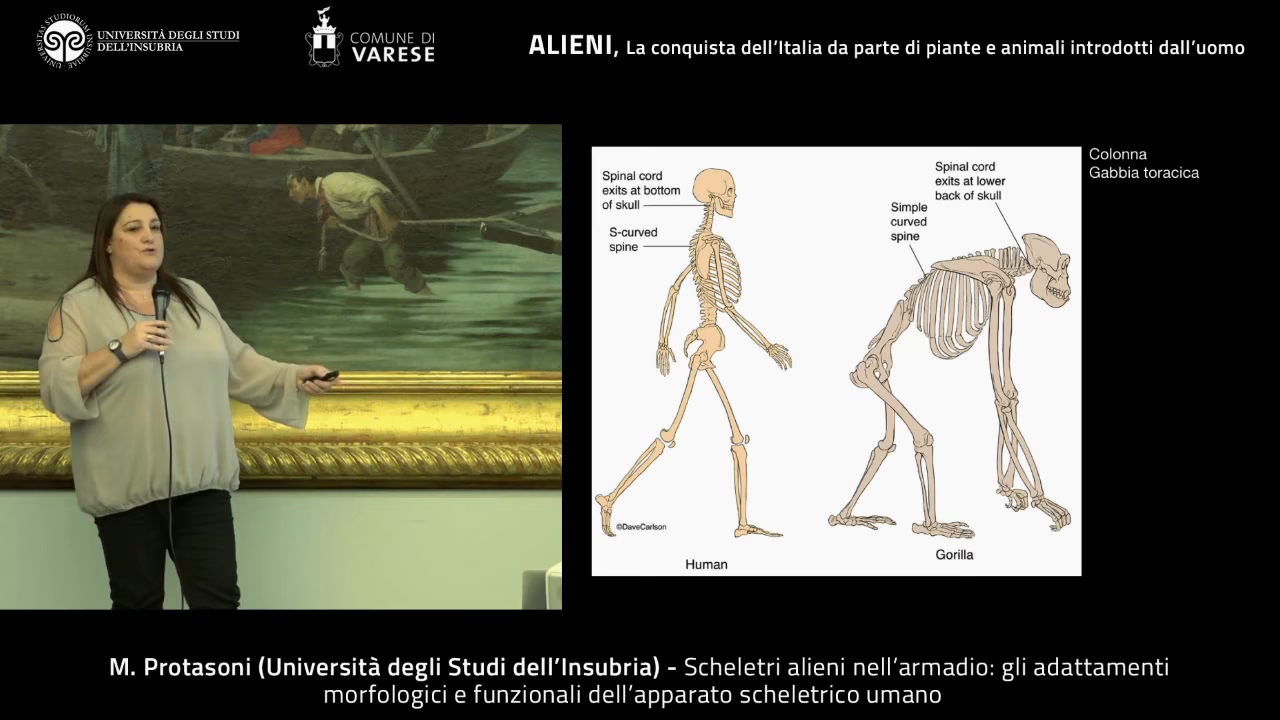 UNIVERSITÀ DEGLI STUDI
DELL'INSUBRIA
COMUNE DI
VARESE
ALIENI, La conquista dell'Italia da parte di piante e animali introdotti dall'uomo
Spinal cord
exits at bottom
of skull
S-curved
spine
©DaveCarlson
Human
Spinal cord
exits at lower
back of skull
Simple
curved
spine
Gorilla
Colonna
Gabbia toracica
M. Protasoni (Università degli Studi dell'Insubria) - Scheletri alieni nell'armadio: gli adattamenti
morfologici e funzionali dell'apparato scheletrico umano